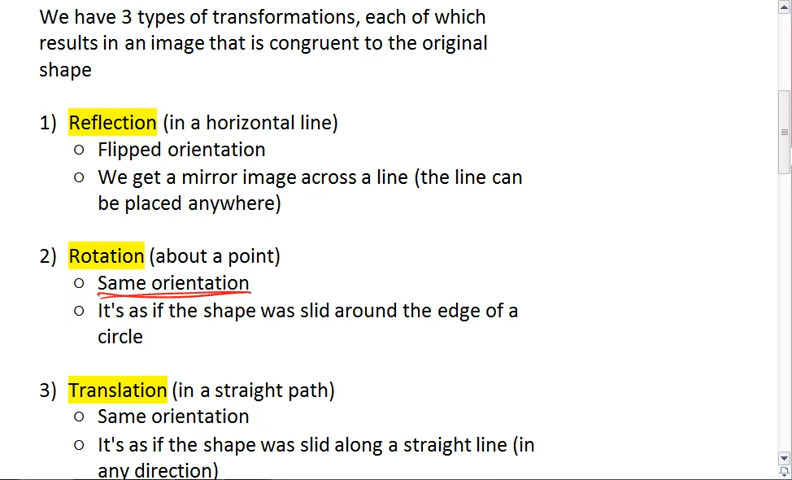 We have 3 types of transformations, each of which
results in an image that is congruent to the original
shape
1) Reflection (in a horizontal line)
○ Flipped orientation
○ We get a mirror image across a line (the line can
be placed anywhere)
2) Rotation (about a point)
○ Same orientation
○ It's as if the shape was slid around the edge of a
circle
3) Translation (in a straight path)
○ Same orientation
○ It's as if the shape was slid along a straight line (in
any direction)